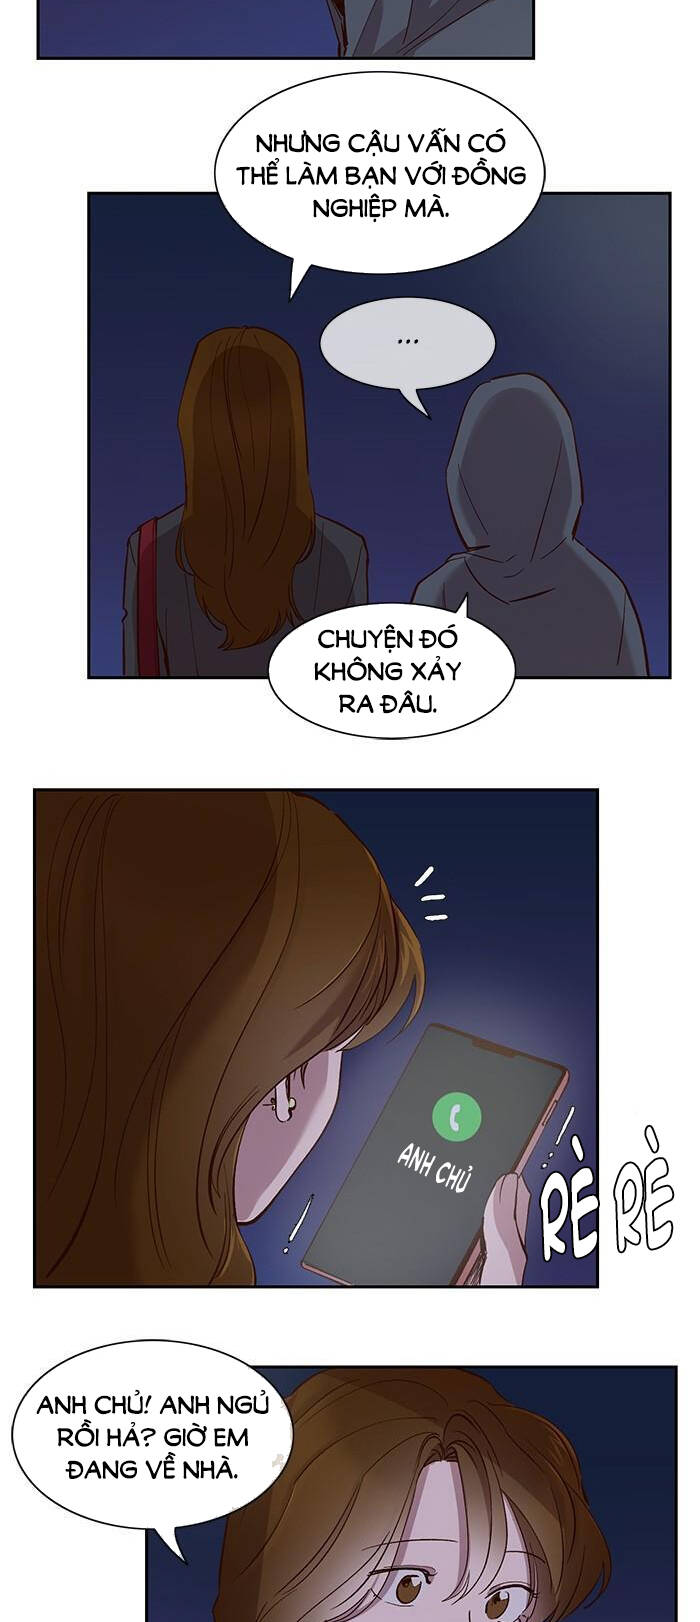 NHƯNG CẬU VẪN CÓ
THỂ LÀM BẠN VỚI ĐỒNG
NGHIỆP MÀ.
...
CHUYỆN ĐÓ
KHÔNG XẢY
RA ĐÂU.
ANH CHỦ
RÈ RÈ
ANH CHỦ! ANH NGỦ
RỒI HẢ? GIỜ EM
ĐANG VỀ NHÀ.